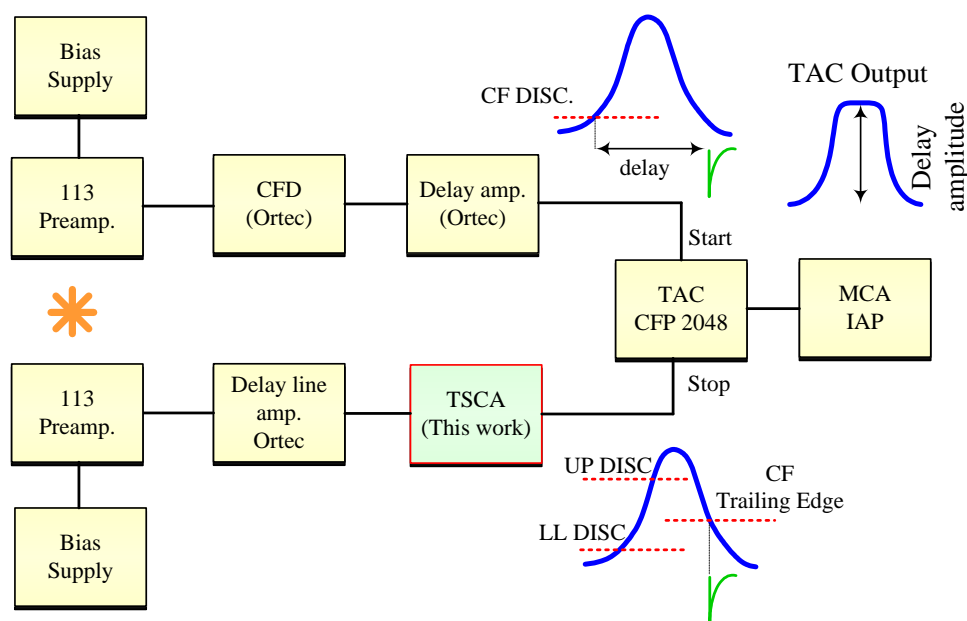 Bias
Supply
CF DISC.
delay
TAC Output
Delay
amplitude
113
Preamp.
CFD
(Ortec)
Delay amp.
(Ortec)
Start
TAC
CFP 2048
MCA
IAP
Stop
113
Preamp.
Delay line
amp.
Ortec
TSCA
(This work)
UP DISC
CF
Trailing Edge
LL DISC
Bias
Supply